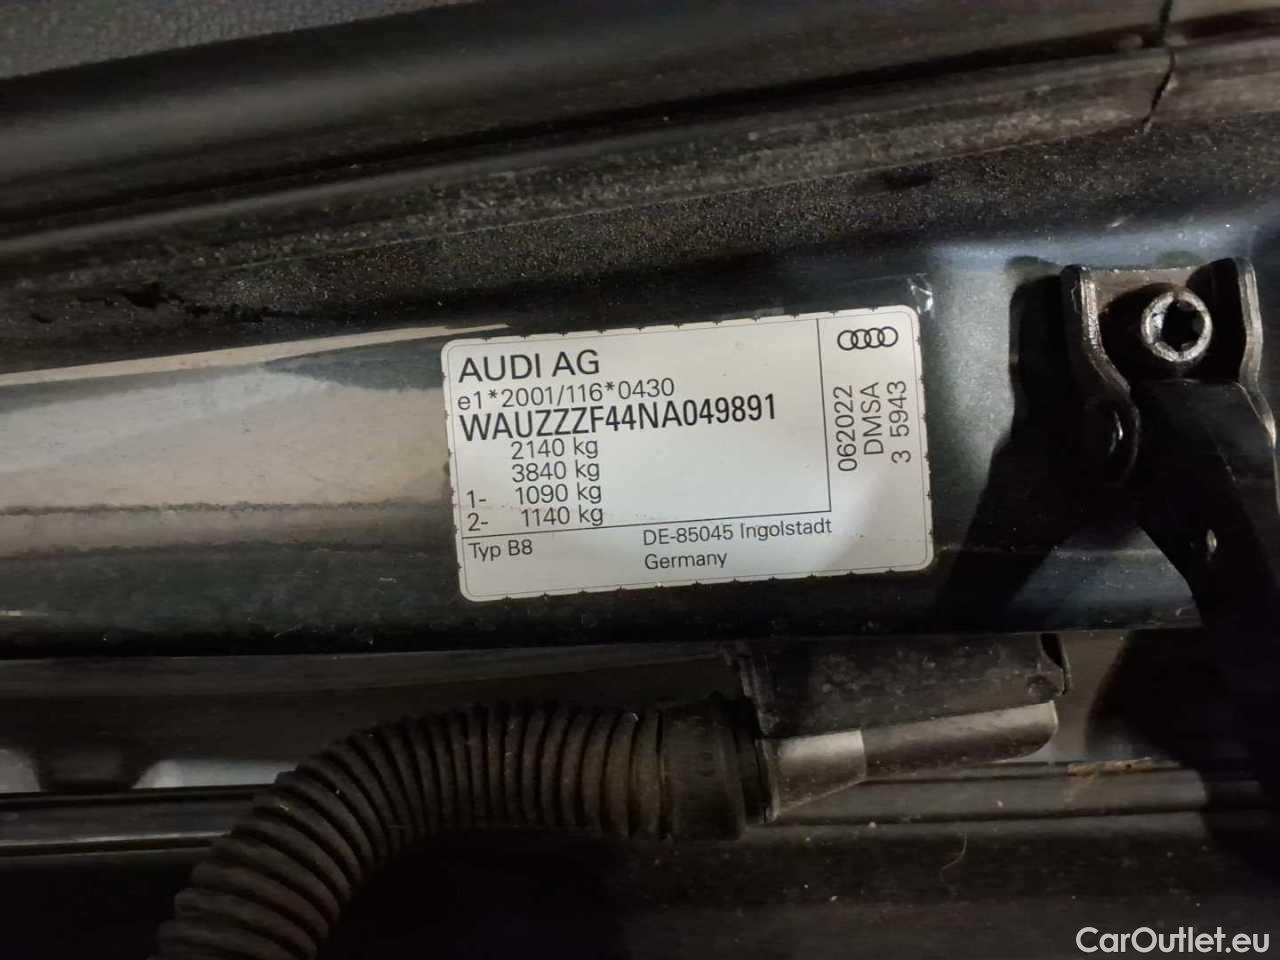 AUDI AG
e1*2001/116*0430
WAUZZZF44NA049891
2140 kg
3840 kg
1- 1090 kg
2- 1140 kg
Typ B8
DE-85045 Ingolstadt
Germany
062022
DMSA
3 5943
CarOutlet.eu